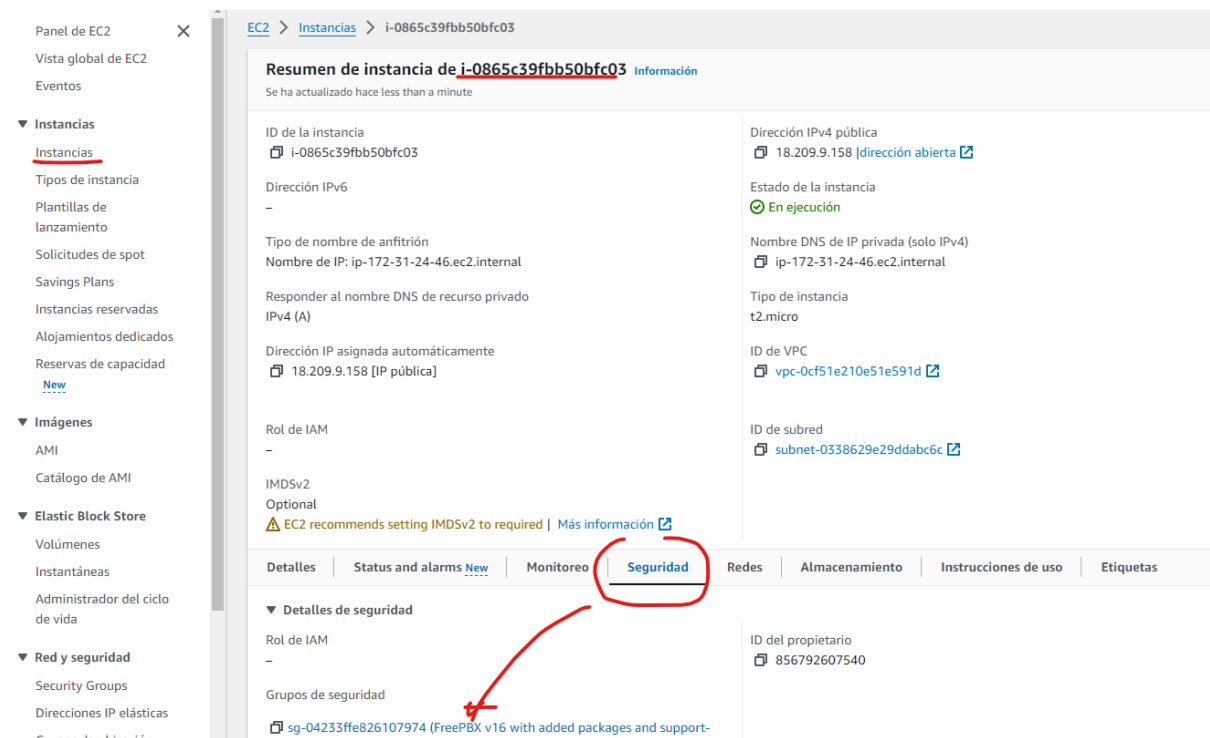 Panel de EC2
Vista global de EC2
Eventos
Instancias
Instancias
Tipos de instancia
Plantillas de
lanzamiento
Solicitudes de spot
Savings Plans
Instancias reservadas
Alojamientos dedicados
Reservas de capacidad
New
Imágenes
AMI
Catálogo de AMI
Elastic Block Store
Volúmenes
Instantáneas
Administrador del ciclo
de vida
Red y seguridad
Security Groups
Direcciones IP elásticas
EC2 > Instancias > i-0865c39fbb50bfc03
Resumen de instancia de i-0865c39fbb50bfc03 Información
Se ha actualizado hace less than a minute
ID de la instancia
i-0865c39fbb50bfc03
Dirección IPv6
–
Tipo de nombre de anfitrión
Nombre de IP: ip-172-31-24-46.ec2.internal
Responder al nombre DNS de recurso privado
IPv4 (A)
Dirección IP asignada automáticamente
18.209.9.158 [IP pública]
Rol de IAM
–
IMDSv2
Optional
EC2 recommends setting IMDSv2 to required | Más información
Dirección IPv4 pública
18.209.9.158 |dirección abierta
Estado de la instancia
En ejecución
Nombre DNS de IP privada (solo IPv4)
ip-172-31-24-46.ec2.internal
Tipo de instancia
t2.micro
ID de VPC
vpc-0cf51e210e51e591d
ID de subred
subnet-0338629e29ddabc6c
Detalles Status and alarms New Monitoreo Seguridad Redes Almacenamiento Instrucciones de uso Etiquetas
Detalles de seguridad
Rol de IAM
–
Grupos de seguridad
sg-04233ffe826107974 (FreePBX v16 with added packages and support-
ID del propietario
856792607540